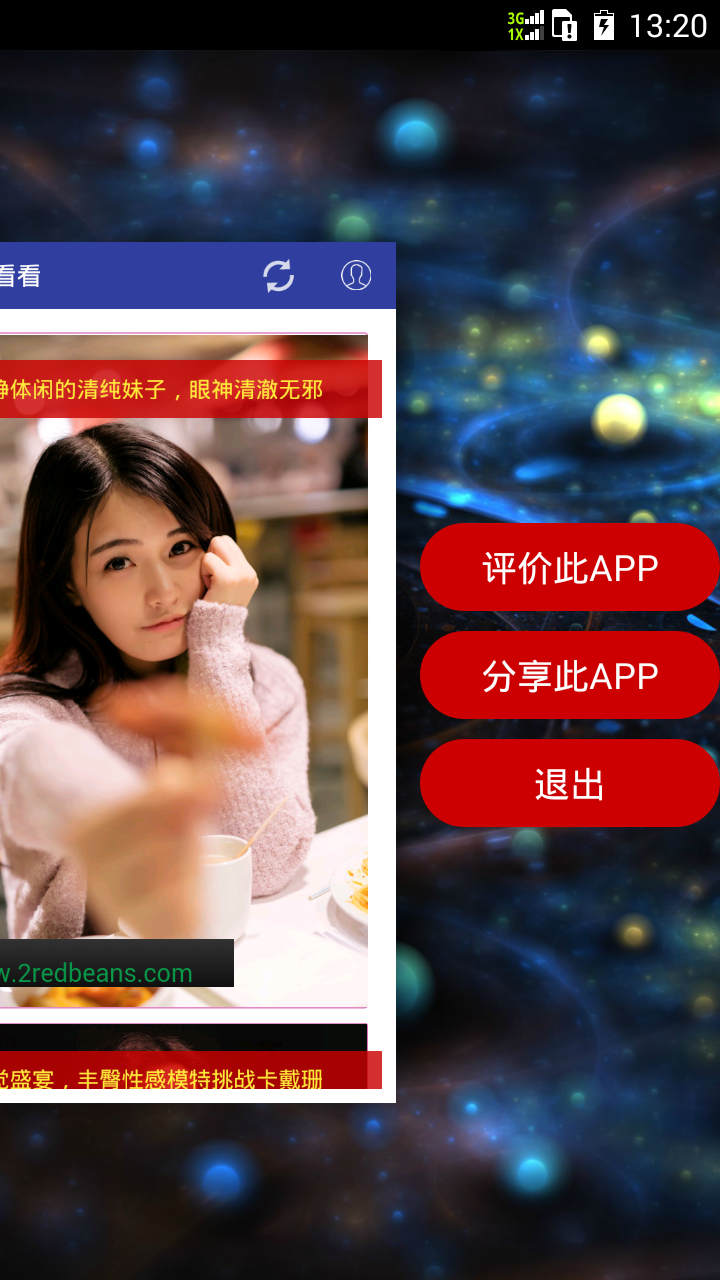 3G
1X
13:20
看看
静体闲的清纯妹子，眼神清澈无邪
评价此APP
分享此APP
退出
w.2redbeans.com
觉盛宴，丰臀性感模特挑战卡戴珊